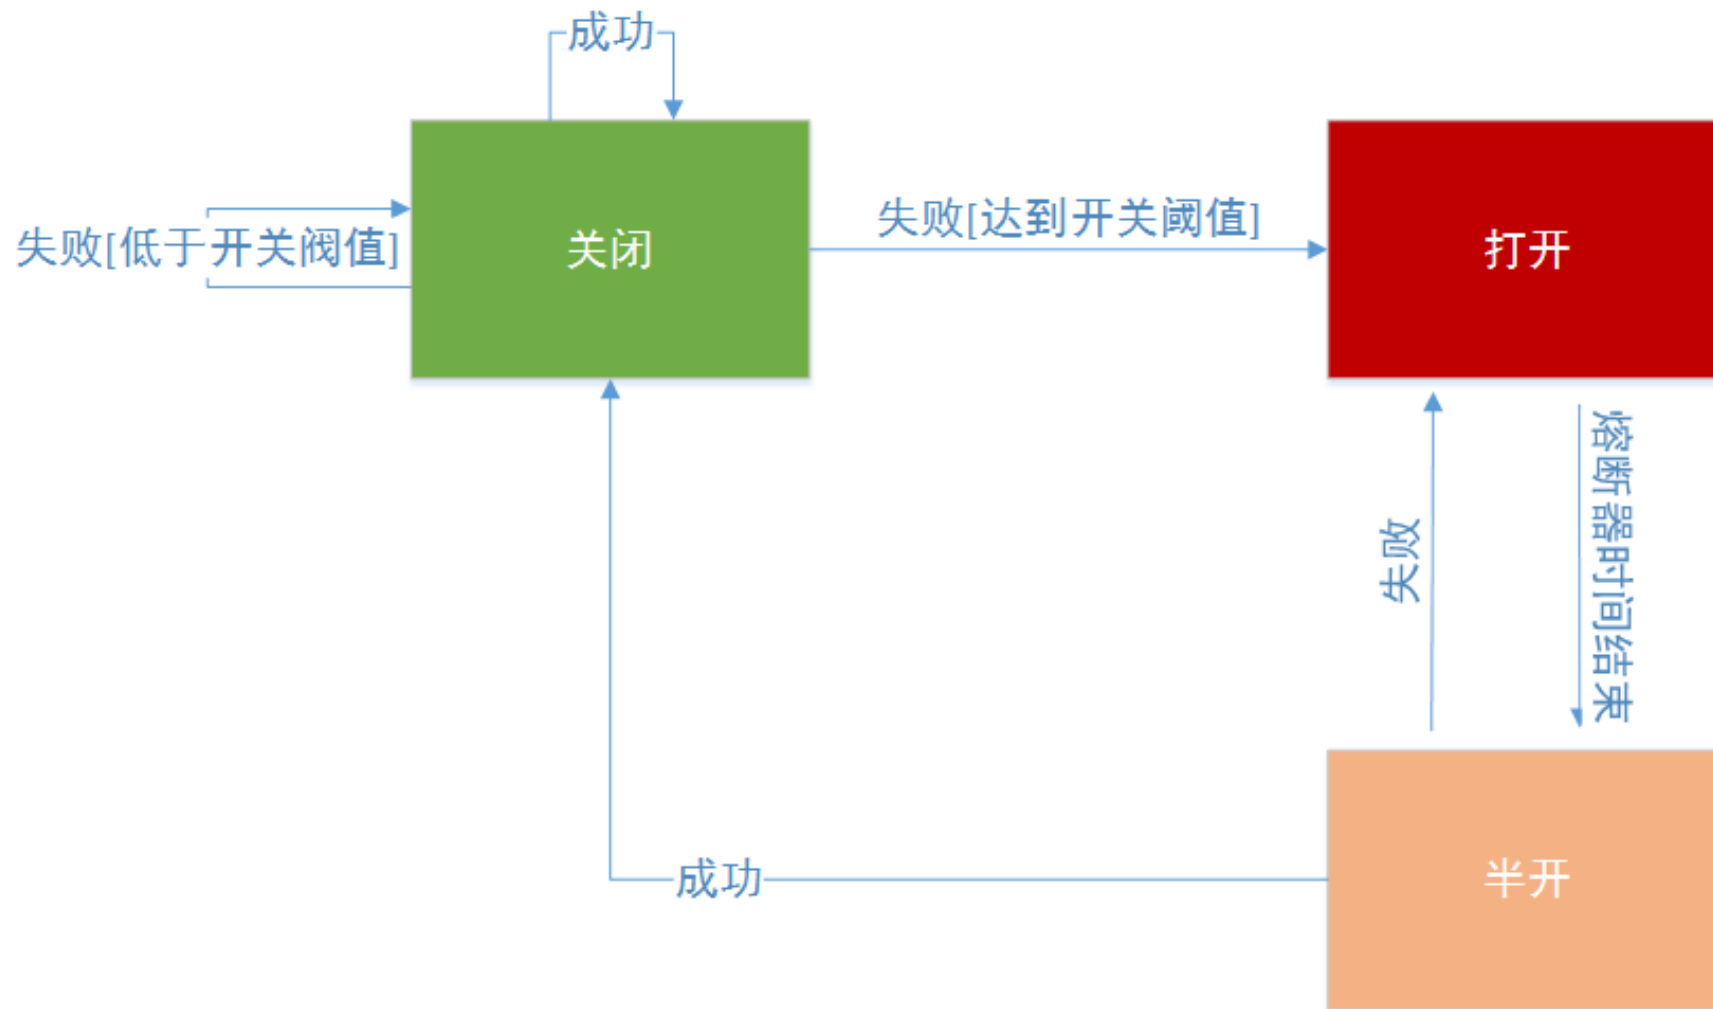 成功
失败[低于开关阀值]
关闭
失败[达到开关阈值]
打开
失败
熔断器时间结束
成功
半开